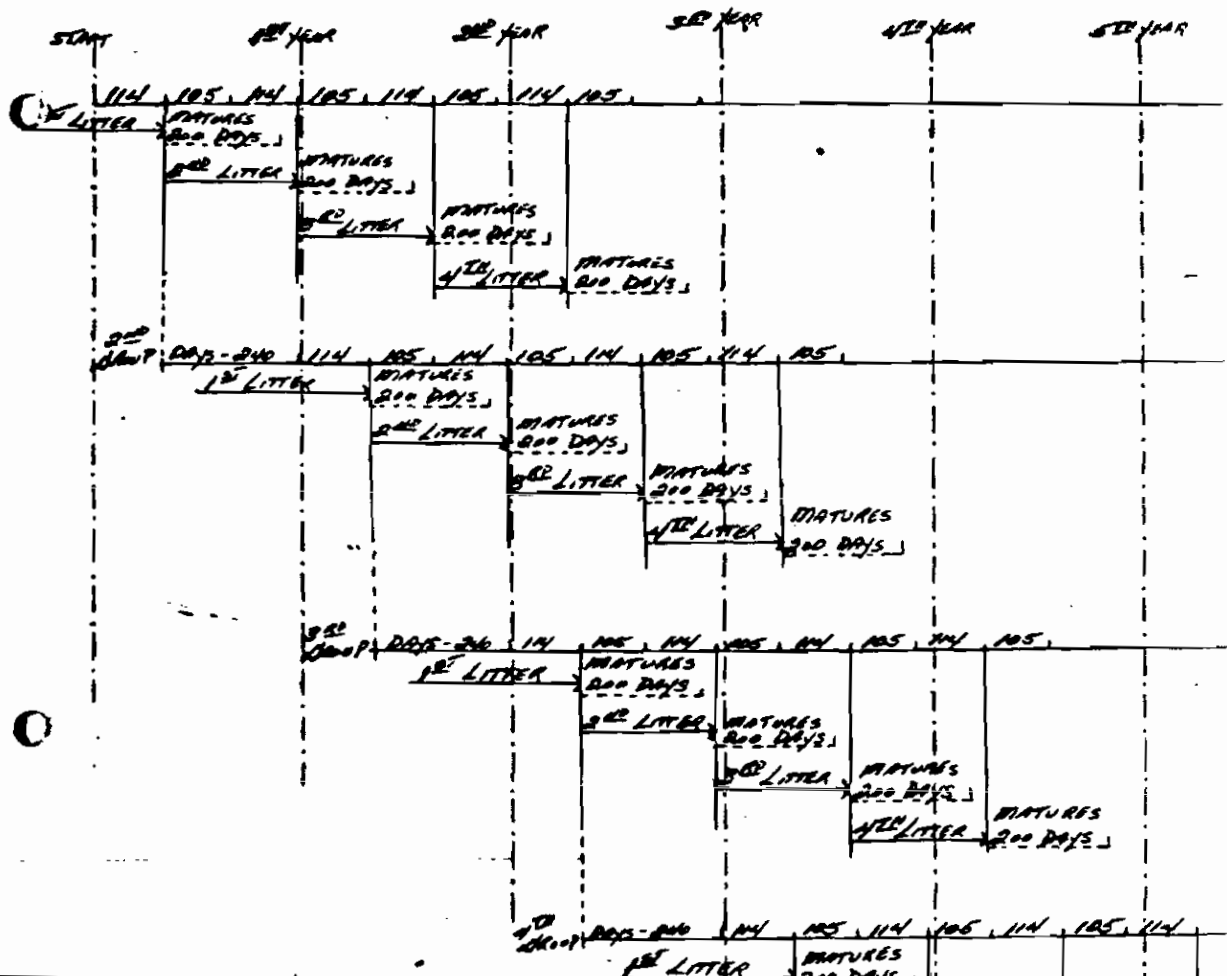 START 1ST YEAR 2ND YEAR 3RD YEAR 4TH YEAR 5TH YEAR
114 105 114 105 114 105 114 105
LITTER MATURES
200 DAYS
2ND LITTER MATURES
200 DAYS
3RD LITTER MATURES
200 DAYS
4TH LITTER MATURES
200 DAYS
2ND
GROUP DAYS-240 114 105 114 105 114 105 114 105
1ST LITTER MATURES
200 DAYS
2ND LITTER MATURES
200 DAYS
3RD LITTER MATURES
200 DAYS
4TH LITTER MATURES
200 DAYS
3RD
GROUP DAYS-240 114 105 114 105 114 105 114 105
1ST LITTER MATURES
200 DAYS
2ND LITTER MATURES
200 DAYS
3RD LITTER MATURES
200 DAYS
4TH LITTER MATURES
200 DAYS
4TH
GROUP DAYS-240 114 105 114 105 114 105 114
1ST LITTER MATURES
200 DAYS